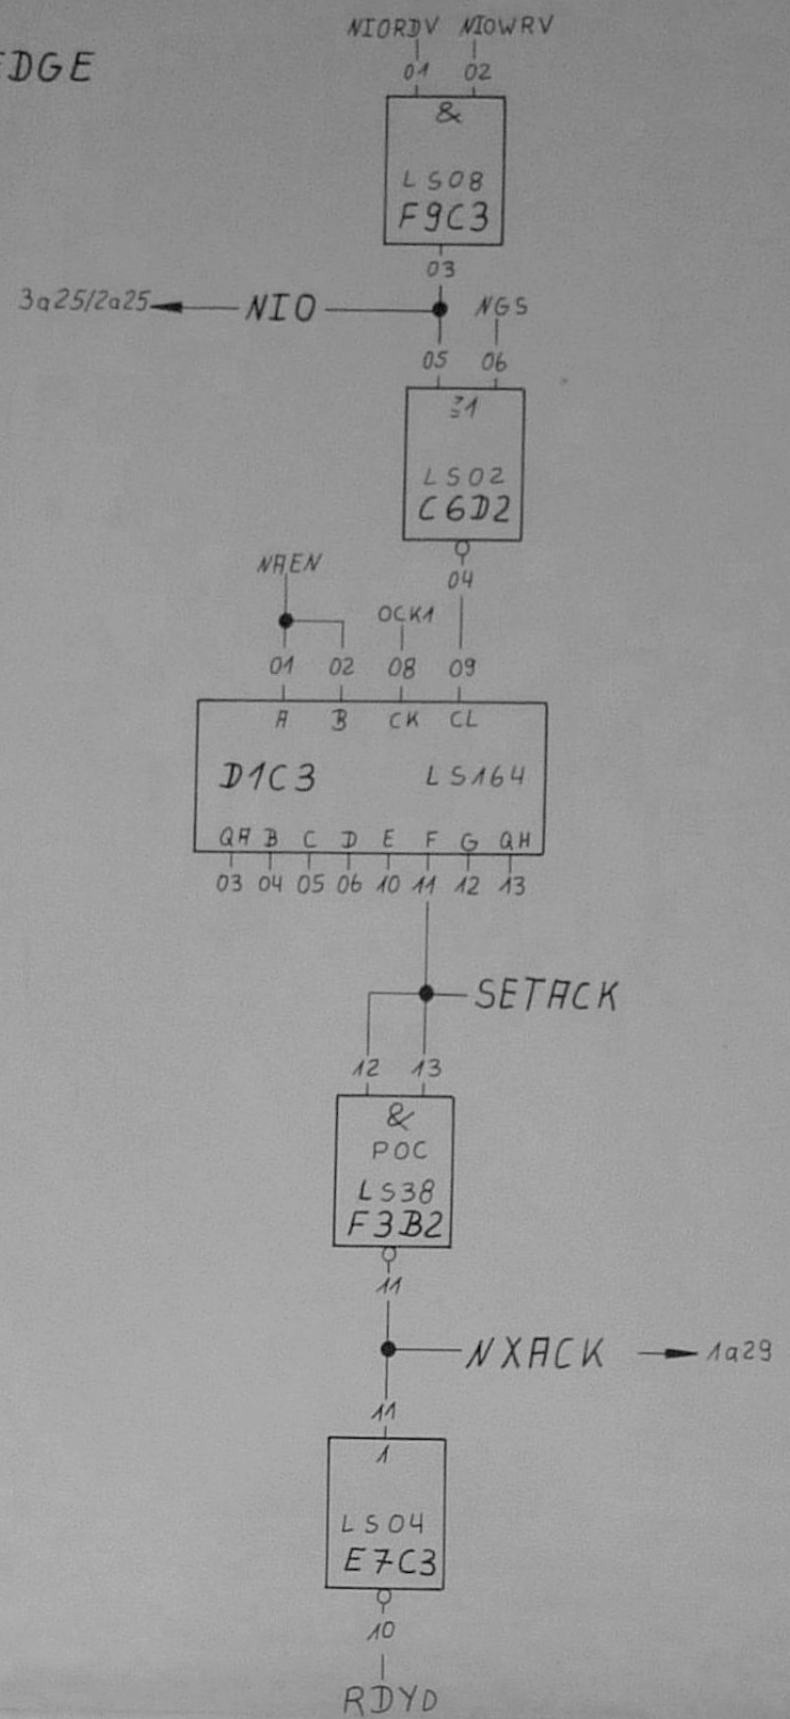 NIORDV NIOWRV
EDGE
01 02
&
LS08
F9C3
03
3a25/2a25 NIO NGS
05 06
≥1
LS02
C6D2
NAEN
04
OCK1
01 02 08 09
A B CK CL
D1C3 LS164
QA B C D E F G QH
03 04 05 06 10 11 12 13
SETACK
12 13
&
POC
LS38
F3B2
11
NXACK 1a29
11
1
LS04
E7C3
10
RDYD